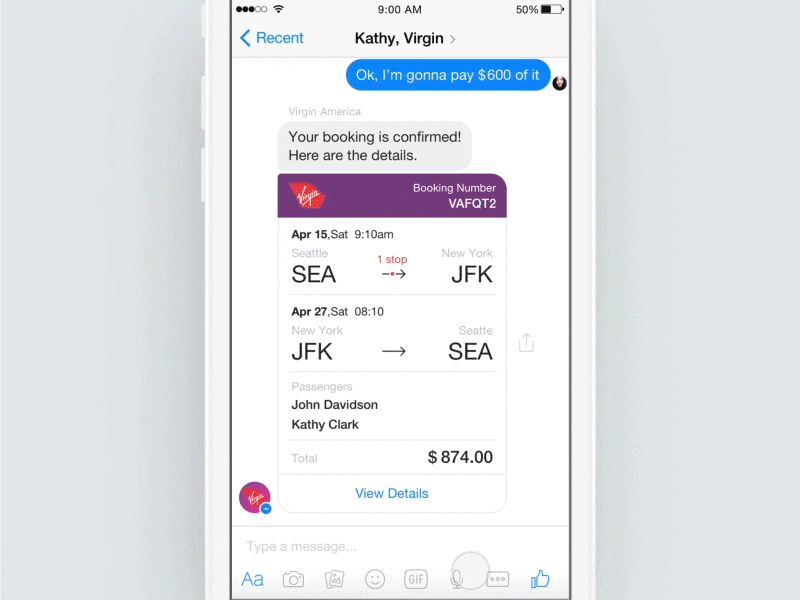 9:00 AM
50%
Recent
Kathy, Virgin
Ok, I'm gonna pay $600 of it
Virgin America
Your booking is confirmed!
Here are the details.
Virgin
Booking Number
VAFQT2
Apr 15,Sat 9:10am
Seattle
New York
1 stop
SEA
JFK
Apr 27,Sat 08:10
New York
Seatte
JFK
SEA
Passengers
John Davidson
Kathy Clark
Total
$ 874.00
View Details
Virgin
Type a message...
Aa
GIF